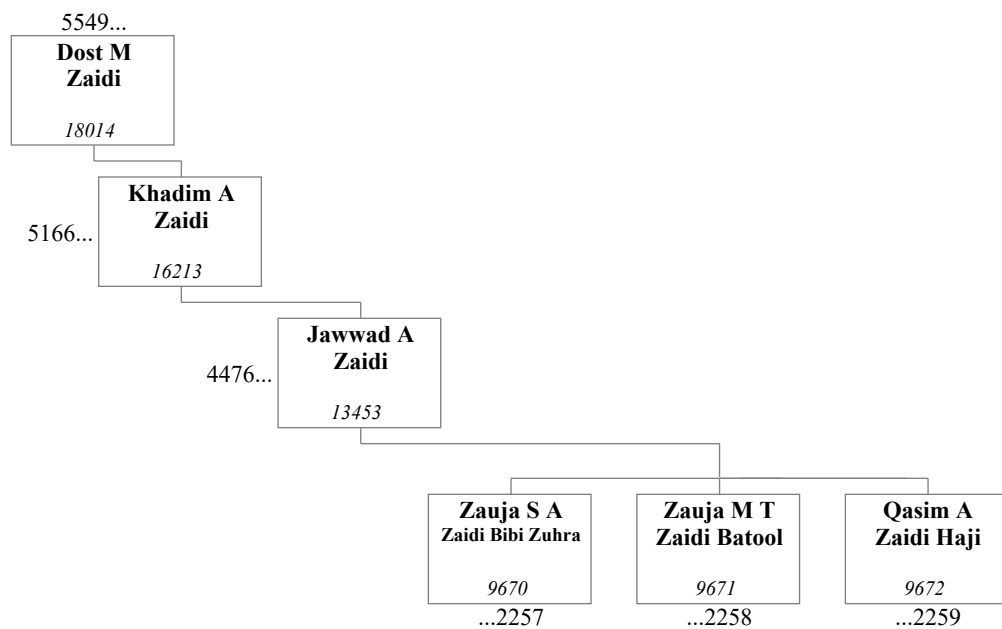 5549...
Dost M
Zaidi
18014
Khadim A
Zaidi
5166...
16213
Jawwad A
Zaidi
4476...
13453
Zauja S A
Zaidi Bibi Zuhra
9670
...2257
Zauja M T
Zaidi Batool
9671
...2258
Qasim A
Zaidi Haji
9672
...2259